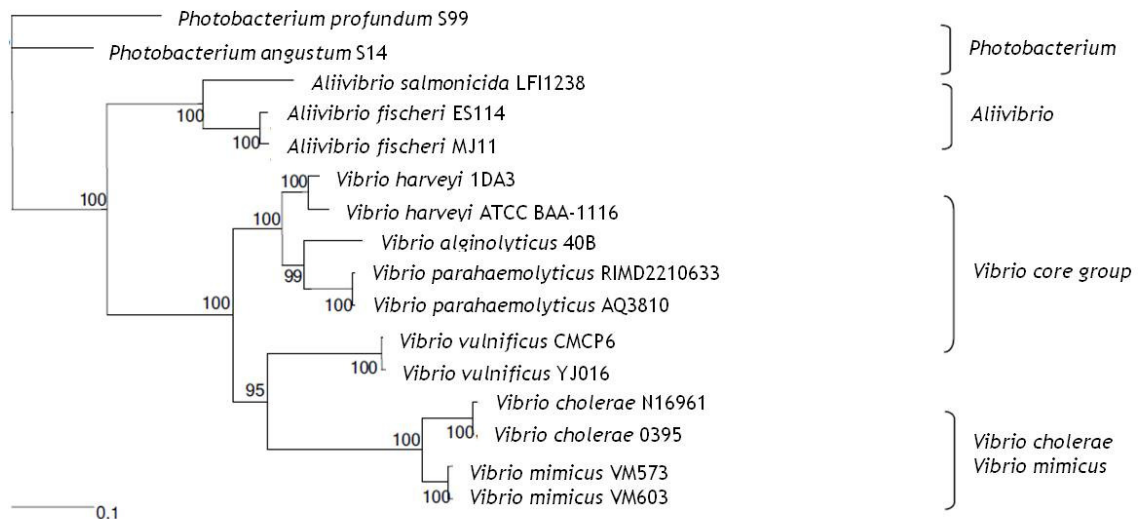 Photobacterium profundum S99
Photobacterium angustum S14
Photobacterium
Aliivibrio salmonicida LFI1238
100
Aliivibrio fischeri ES114
Aliivibrio
100
Aliivibrio fischeri MJ11
100
Vibrio harveyi 1DA3
100
100
Vibrio harveyi ATCC BAA-1116
Vibrio alginolyticus 40B
99
Vibrio parahaemolyticus RIMD2210633
Vibrio core group
100
100
Vibrio parahaemolyticus AQ3810
Vibrio vulnificus CMCP6
100
Vibrio vulnificus YJ016
95
Vibrio cholerae N16961
100
100
Vibrio cholerae 0395
Vibrio cholerae
Vibrio mimicus
Vibrio mimicus VM573
100
Vibrio mimicus VM603
0.1